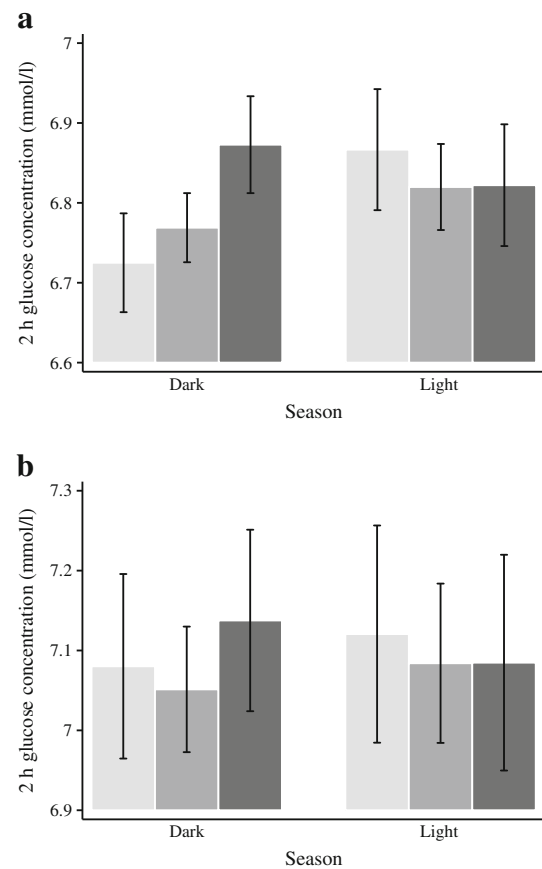 a
2 h glucose concentration (mmol/l)
7
6.9
6.8
6.7
6.6
Dark
Light
Season
b
2 h glucose concentration (mmol/l)
7.3
7.2
7.1
7
6.9
Dark
Light
Season